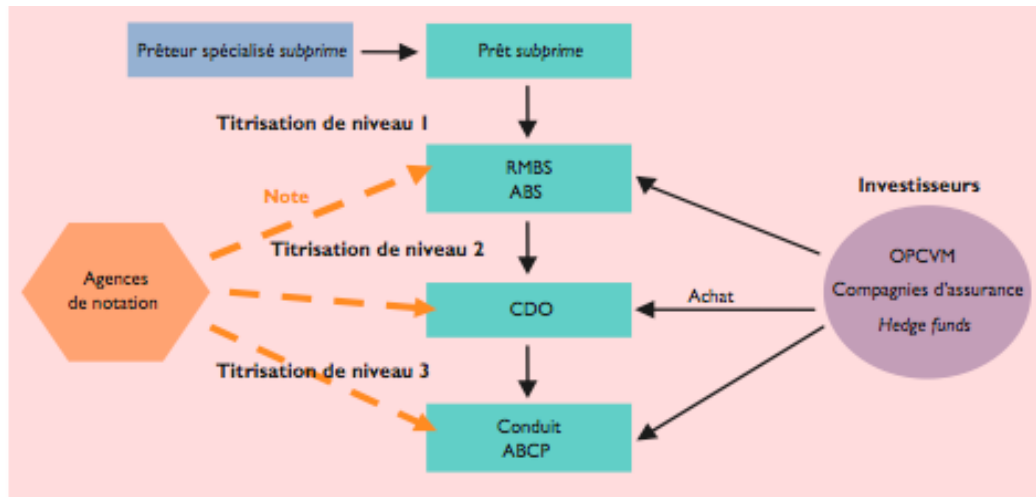 Prêteur spécialisé subprime
Prêt subprime
Titrisation de niveau 1
RMBS
ABS
Note
Investisseurs
Titrisation de niveau 2
OPCVM
Agences
de notation
Compagnies d'assurance
CDO
Achat
Hedge funds
Titrisation de niveau 3
Conduit
ABCP